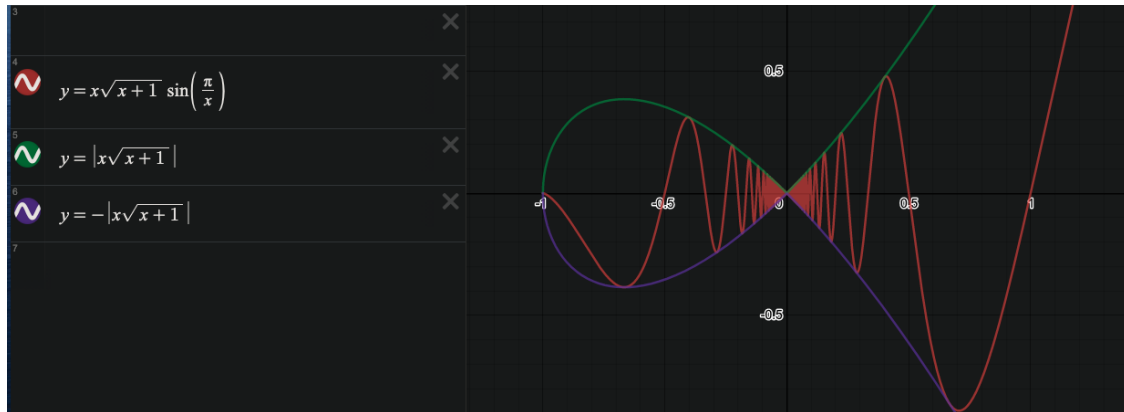 3
4
y = x√(x + 1) sin(π/x)
5
y = |x√(x + 1)|
6
y = −|x√(x + 1)|
7
0.5
-1 -0.5 0 0.5 1
-0.5